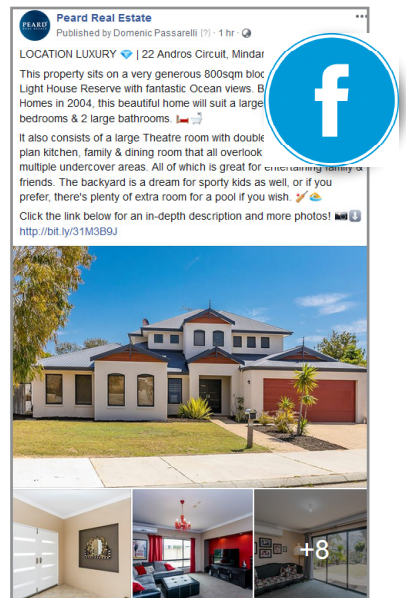 PEARD
Peard Real Estate
Published by Domenic Passarelli [?] · 1 hr ·
LOCATION LUXURY 💎 | 22 Andros Circuit, Mindar
This property sits on a very generous 800sqm bloc
Light House Reserve with fantastic Ocean views. B
Homes in 2004, this beautiful home will suit a large
bedrooms & 2 large bathrooms. 🛏️🛁
It also consists of a large Theatre room with double
plan kitchen, family & dining room that all overlook
multiple undercover areas. All of which is great for entertaining family &
friends. The backyard is a dream for sporty kids as well, or if you
prefer, there's plenty of extra room for a pool if you wish. 🏏🏊
Click the link below for an in-depth description and more photos! 📷⬇️
http://bit.ly/31M3B9J
f
+8